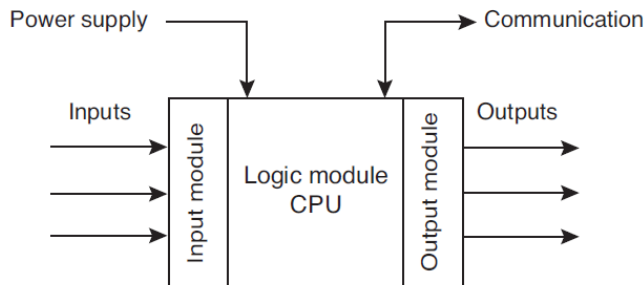 Power supply
Communication
Inputs
Outputs
Input module
Logic module
CPU
Output module